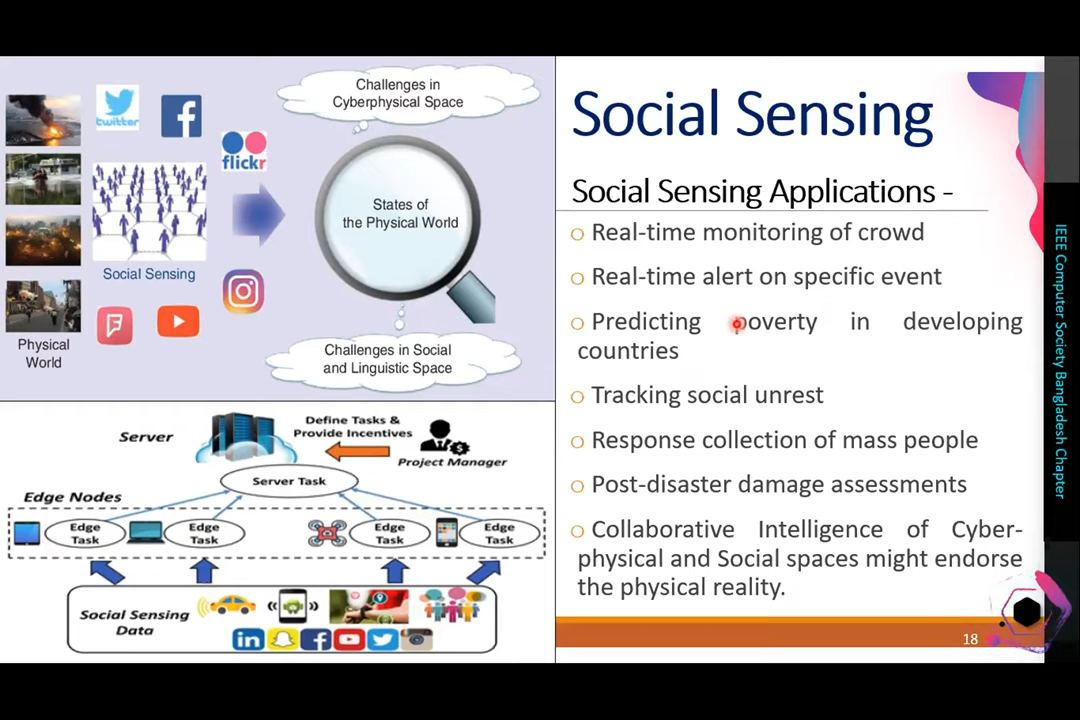 Challenges in
Cyberphysical Space
twitter
flickr
States of
the Physical World
Social Sensing
Physical
World
Challenges in Social
and Linguistic Space
Server
Define Tasks &
Provide Incentives
Project Manager
Server Task
Edge Nodes
Edge
Task
Edge
Task
Edge
Task
Edge
Task
Social Sensing
Data
in
Social Sensing
Social Sensing Applications -
o Real-time monitoring of crowd
o Real-time alert on specific event
o Predicting poverty in developing
countries
o Tracking social unrest
o Response collection of mass people
o Post-disaster damage assessments
o Collaborative Intelligence of Cyber-
physical and Social spaces might endorse
the physical reality.
18
IEEE Computer Society Bangladesh Chapter